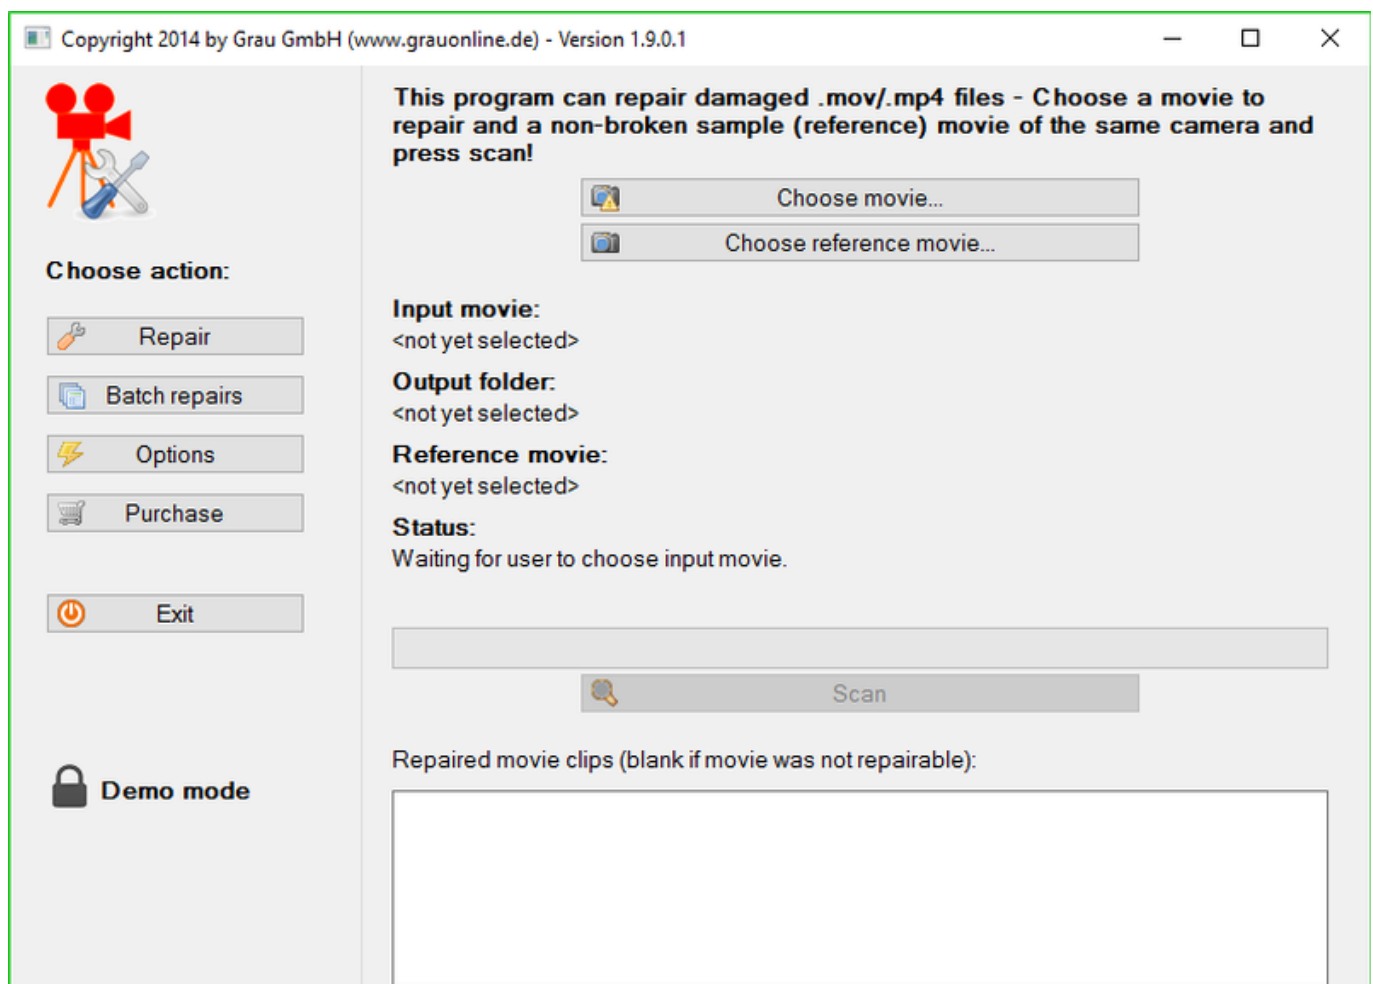 Copyright 2014 by Grau GmbH (www.grauonline.de) - Version 1.9.0.1
This program can repair damaged .mov/.mp4 files - Choose a movie to
repair and a non-broken sample (reference) movie of the same camera and
press scan!
Choose movie...
Choose reference movie...
Choose action:
Repair
Batch repairs
Options
Purchase
Exit
Demo mode
Input movie:
<not yet selected>
Output folder:
<not yet selected>
Reference movie:
<not yet selected>
Status:
Waiting for user to choose input movie.
Scan
Repaired movie clips (blank if movie was not repairable):